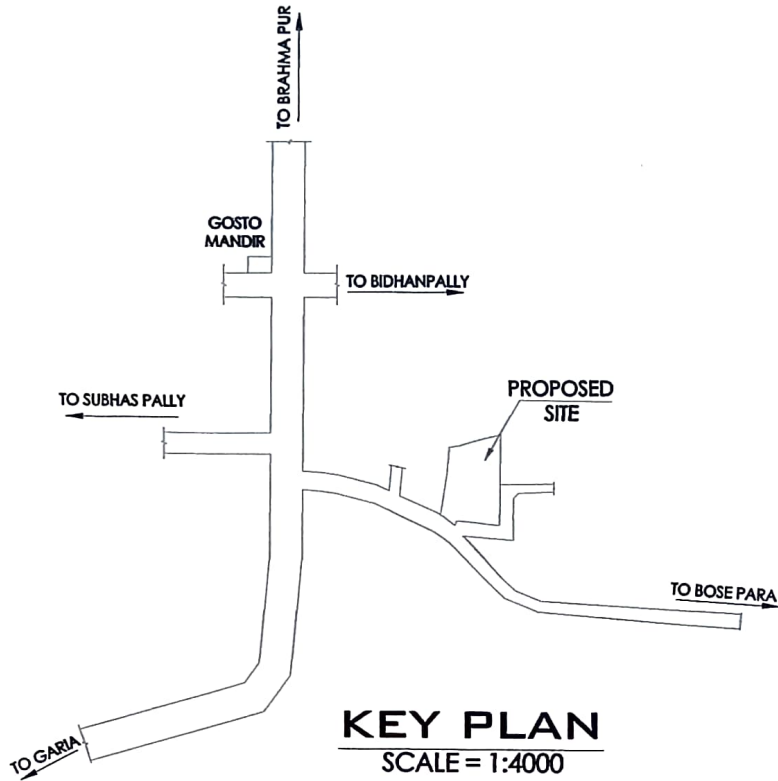 TO BRAHMA PUR
GOSTO
MANDIR
TO BIDHANPALLY
TO SUBHAS PALLY
PROPOSED
SITE
TO BOSE PARA
TO GARIA
KEY PLAN
SCALE = 1:4000